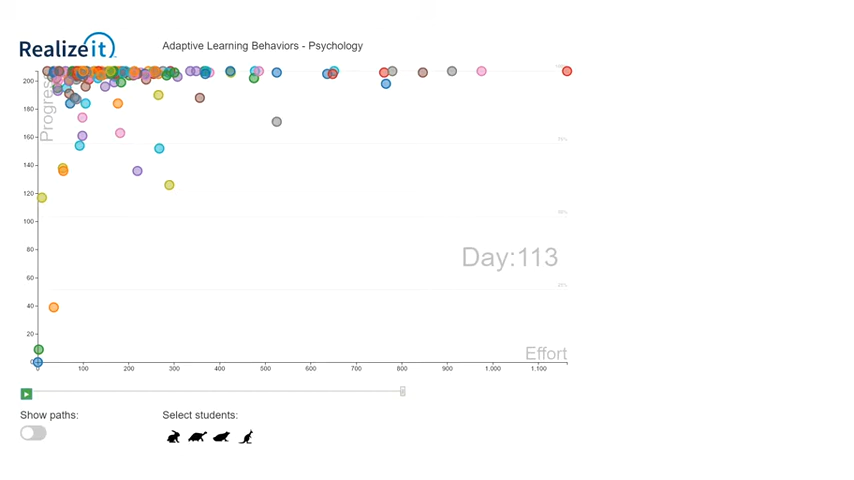 Realizeit
Adaptive Learning Behaviors - Psychology
Progress
200
180
160
140
120
100
80
60
40
20
0
0 100 200 300 400 500 600 700 800 900 1.000 1,100
Day:113
Effort
Show paths:
Select students: